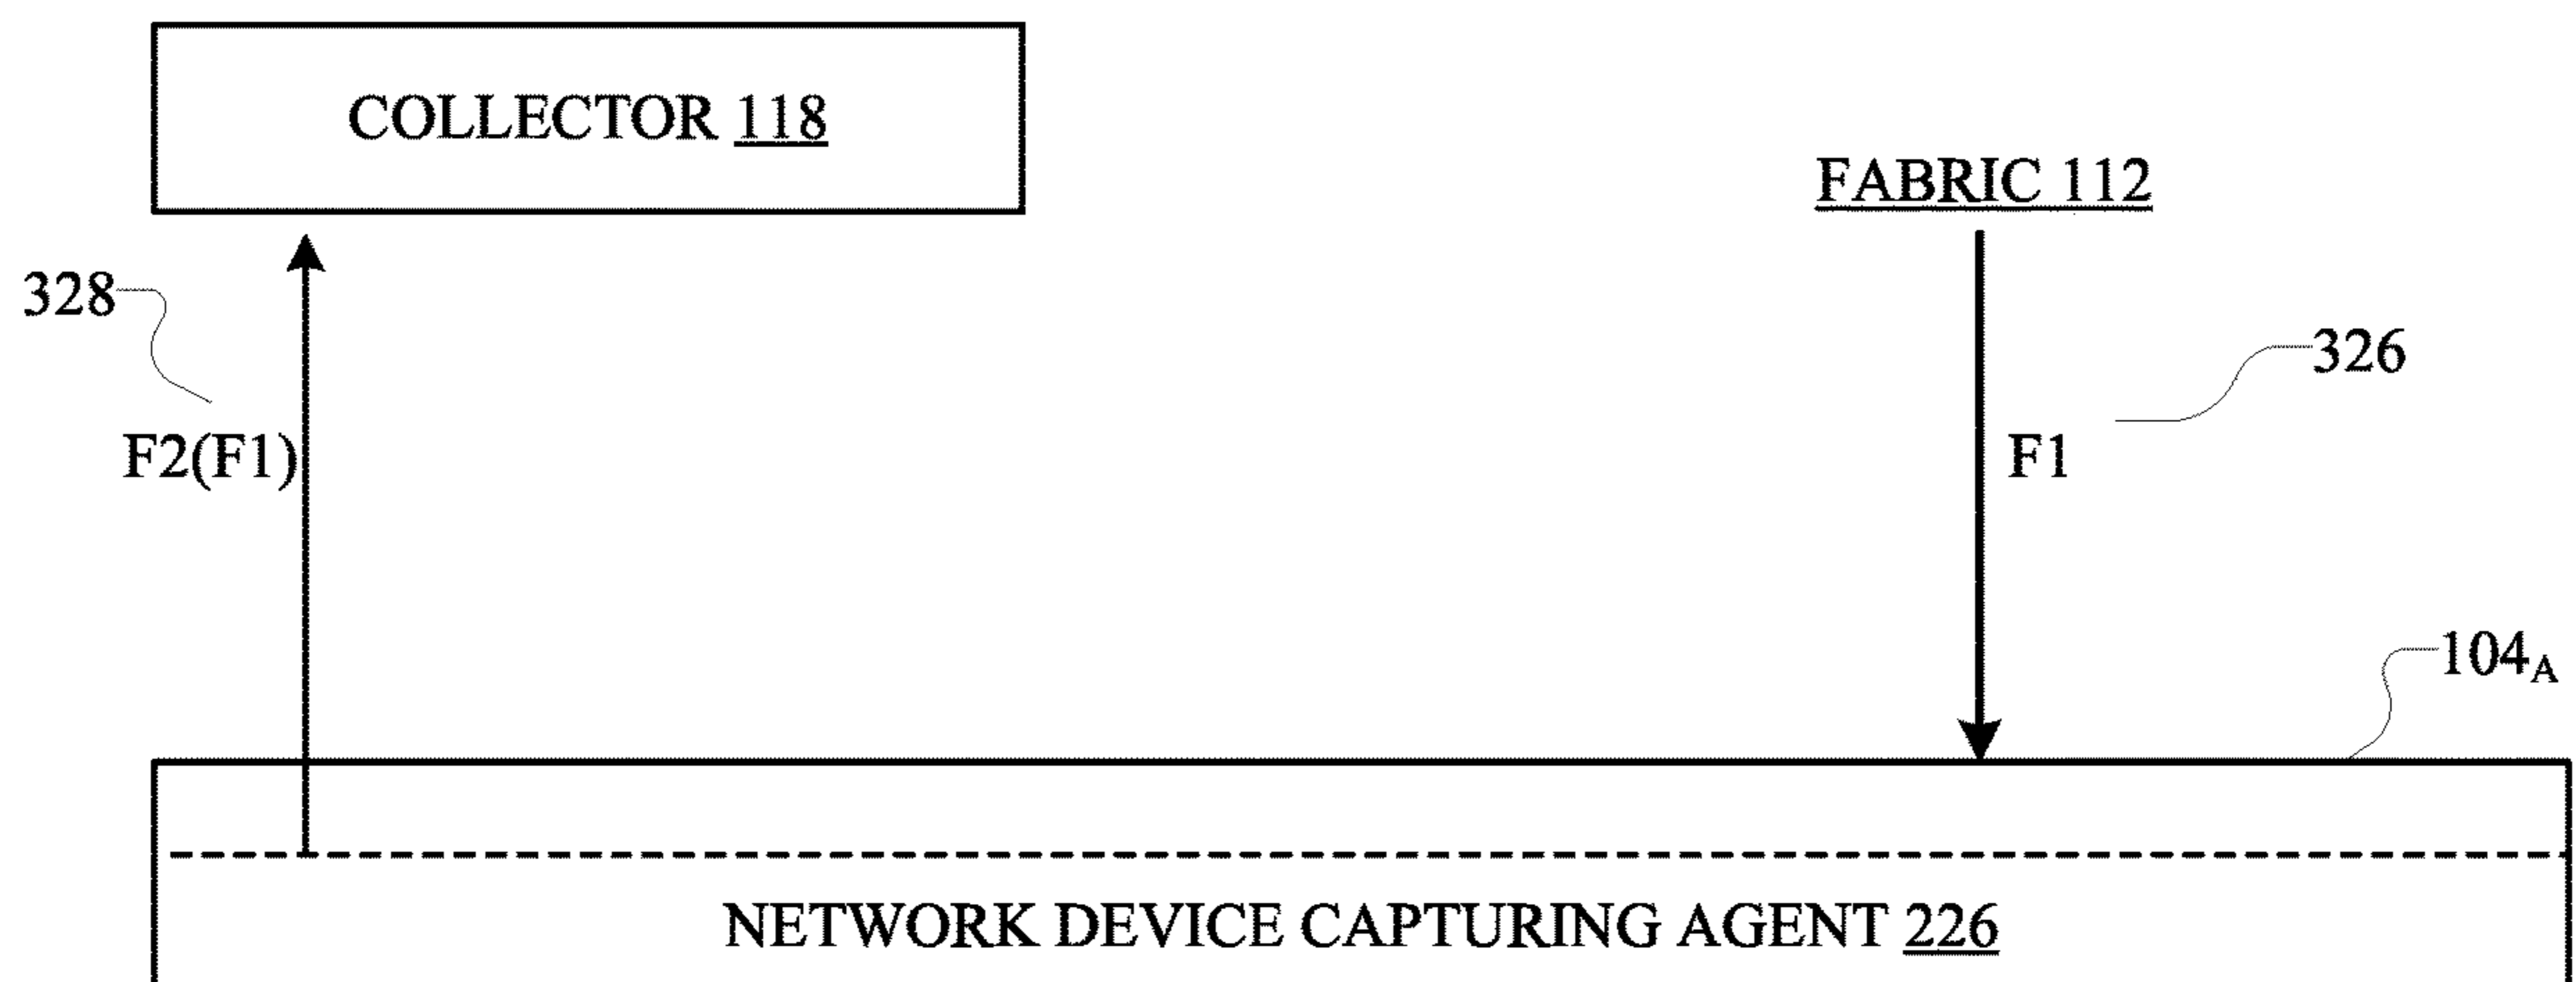 COLLECTOR 118
FABRIC 112
328
326
F2(F1)
F1
104A
NETWORK DEVICE CAPTURING AGENT 226